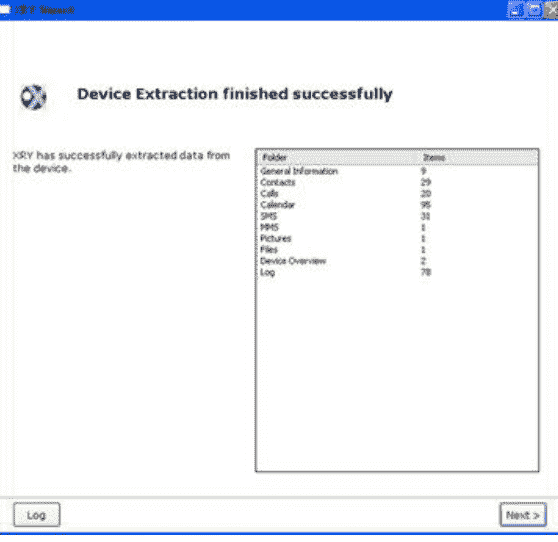 XRY Wizard
Device Extraction finished successfully
XRY has successfully extracted data from
the device.
Folder Items
General Information 9
Contacts 29
Calls 20
Calendar 95
SMS 31
MMS 1
Pictures 1
Files 1
Device Overview 2
Log 78
Log
Next >